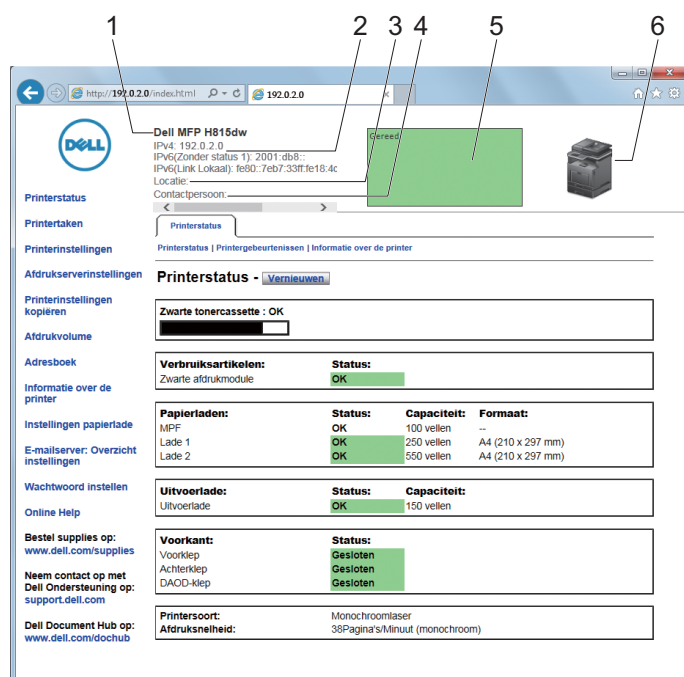 1 2 3 4 5 6
http://192.0.2.0/index.html 192.0.2.0
DELL
Dell MFP H815dw
IPv4: 192.0.2.0
IPv6(Zonder status 1): 2001:db8::
IPv6(Link Lokaal): fe80::7eb7:33ff:fe18:4c
Locatie:
Contactpersoon:
Gereed
Printerstatus
Printertaken
Printerinstellingen
Afdrukserverinstellingen
Printerinstellingen
kopiëren
Afdrukvolume
Adresboek
Informatie over de
printer
Instellingen papierlade
E-mailserver: Overzicht
instellingen
Wachtwoord instellen
Online Help
Bestel supplies op:
www.dell.com/supplies
Neem contact op met
Dell Ondersteuning op:
support.dell.com
Dell Document Hub op:
www.dell.com/dochub
Printerstatus
Printerstatus | Printergebeurtenissen | Informatie over de printer
Printerstatus - Vernieuwen
Zwarte tonercassette : OK
Verbruiksartikelen: Status:
Zwarte afdrukmodule OK
Papierladen: Status: Capaciteit: Formaat:
MPF OK 100 vellen --
Lade 1 OK 250 vellen A4 (210 x 297 mm)
Lade 2 OK 550 vellen A4 (210 x 297 mm)
Uitvoerlade: Status: Capaciteit:
Uitvoerlade OK 150 vellen
Voorkant: Status:
Voorklep Gesloten
Achterklep Gesloten
DAOD-klep Gesloten
Printersoort: Monochroomlaser
Afdruksnelheid: 38Pagina's/Minuut (monochroom)